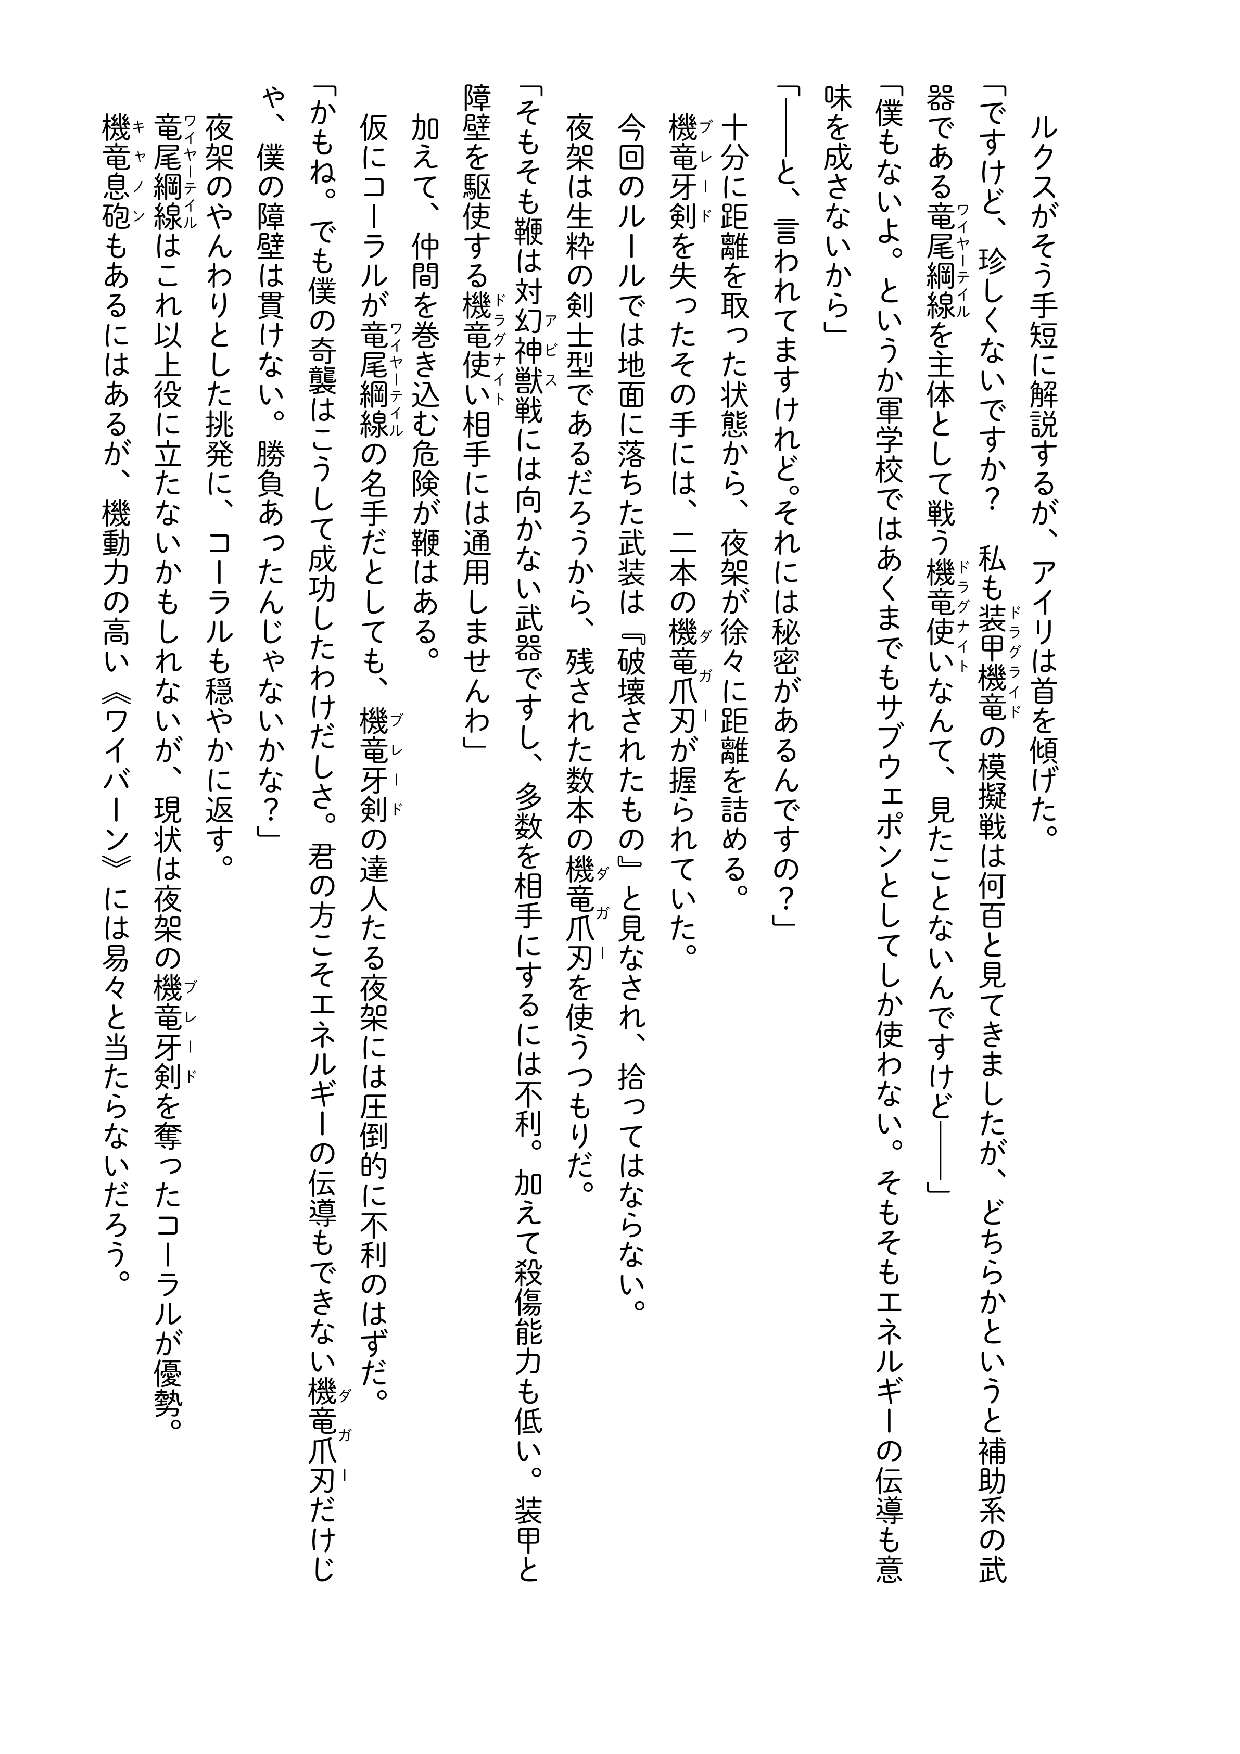 ルクスがそう手短に解説するが、アイリは首を傾げた。
「ですけど、珍しくないですか？　私も装甲機竜の模擬戦は何百と見てきましたが、どちらかというと補助系の武
器である竜尾綱線を主体として戦う機竜使いなんて、見たことないんですけど――」
「僕もないよ。というか軍学校ではあくまでもサブウェポンとしてしか使わない。そもそもエネルギーの伝導も意
味を成さないから」
「――と、言われてますけれど。それには秘密があるんですの？」
　十分に距離を取った状態から、夜架が徐々に距離を詰める。
　機竜牙剣を失ったその手には、二本の機竜爪刃が握られていた。
　今回のルールでは地面に落ちた武装は『破壊されたもの』と見なされ、拾ってはならない。
　夜架は生粋の剣士型であるだろうから、残された数本の機竜爪刃を使うつもりだ。
「そもそも鞭は対幻神獣戦には向かない武器ですし、多数を相手にするには不利。加えて殺傷能力も低い。装甲と
障壁を駆使する機竜使い相手には通用しませんわ」
　加えて、仲間を巻き込む危険が鞭はある。
　仮にコーラルが竜尾綱線の名手だとしても、機竜牙剣の達人たる夜架には圧倒的に不利のはずだ。
「かもね。でも僕の奇襲はこうして成功したわけだしさ。君の方こそエネルギーの伝導もできない機竜爪刃だけじ
ゃ、僕の障壁は貫けない。勝負あったんじゃないかな？」
　夜架のやんわりとした挑発に、コーラルも穏やかに返す。
　竜尾綱線はこれ以上役に立たないかもしれないが、現状は夜架の機竜牙剣を奪ったコーラルが優勢。
　機竜息砲もあるにはあるが、機動力の高い《ワイバーン》には易々と当たらないだろう。